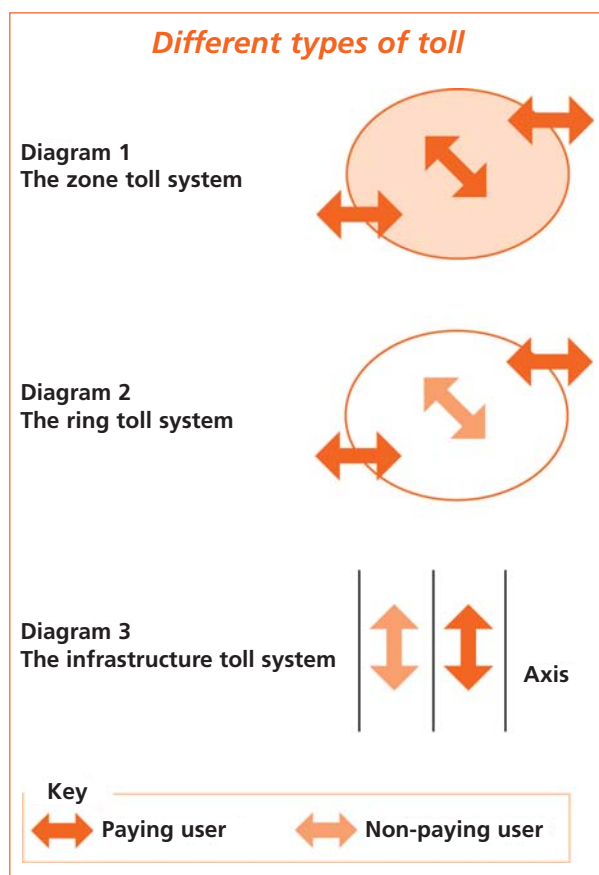 Different types of toll
Diagram 1
The zone toll system
Diagram 2
The ring toll system
Diagram 3
The infrastructure toll system
Axis
Key
Paying user
Non-paying user